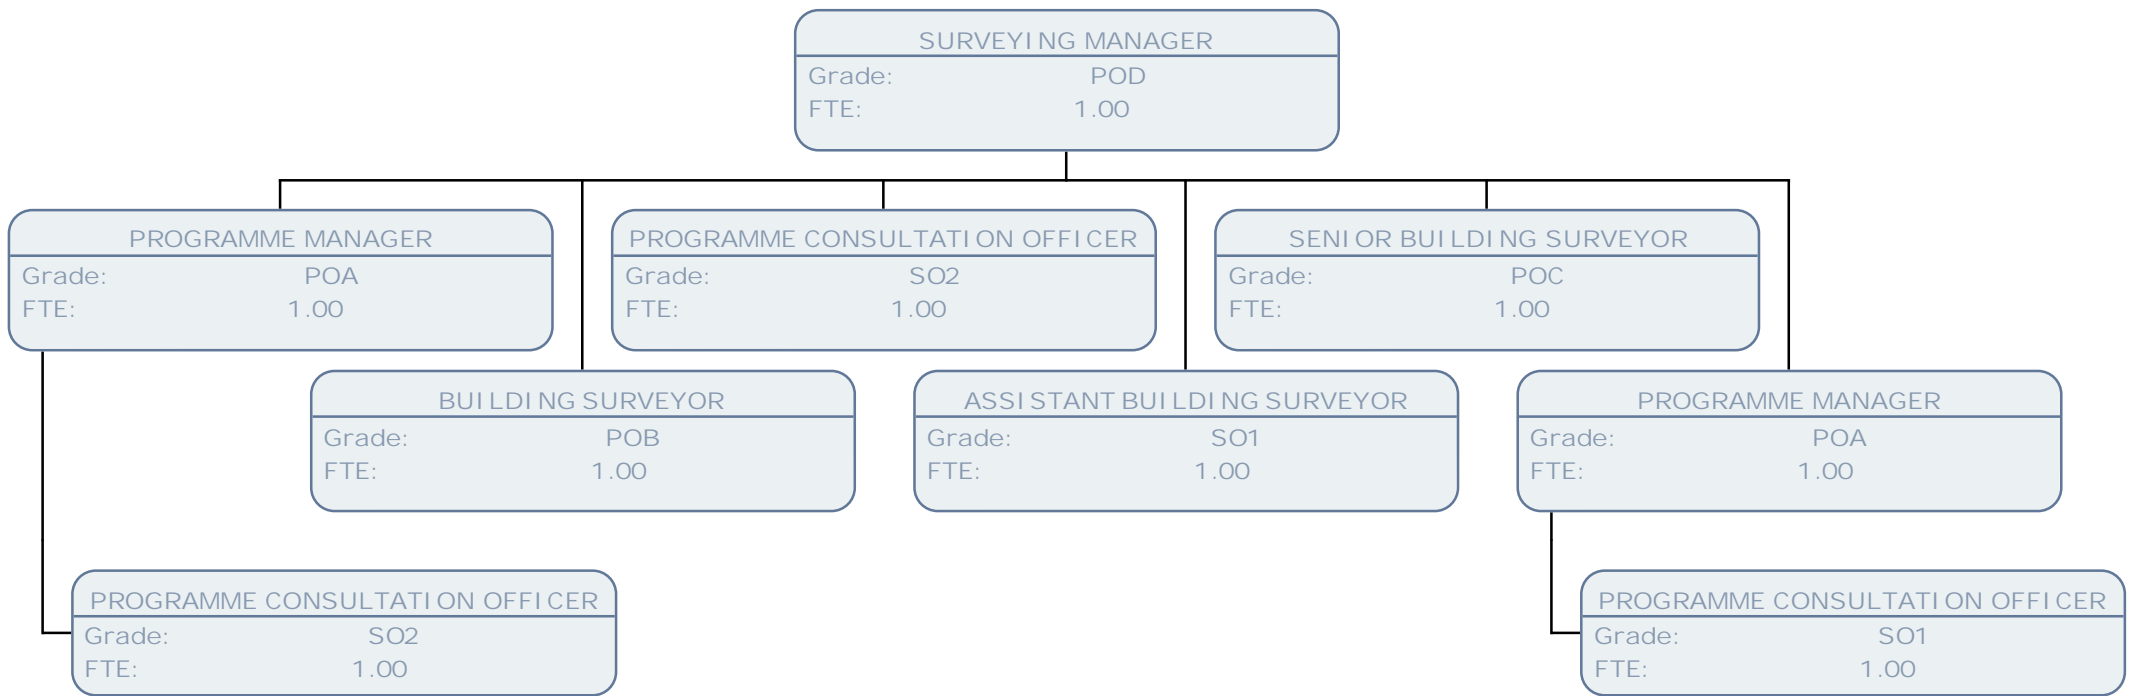 SURVEYING MANAGER
Grade: POD
FTE: 1.00
PROGRAMME MANAGER
Grade: POA
FTE: 1.00
PROGRAMME CONSULTATION OFFICER
Grade: SO2
FTE: 1.00
SENIOR BUILDING SURVEYOR
Grade: POC
FTE: 1.00
BUILDING SURVEYOR
Grade: POB
FTE: 1.00
ASSISTANT BUILDING SURVEYOR
Grade: SO1
FTE: 1.00
PROGRAMME MANAGER
Grade: POA
FTE: 1.00
PROGRAMME CONSULTATION OFFICER
Grade: SO2
FTE: 1.00
PROGRAMME CONSULTATION OFFICER
Grade: SO1
FTE: 1.00